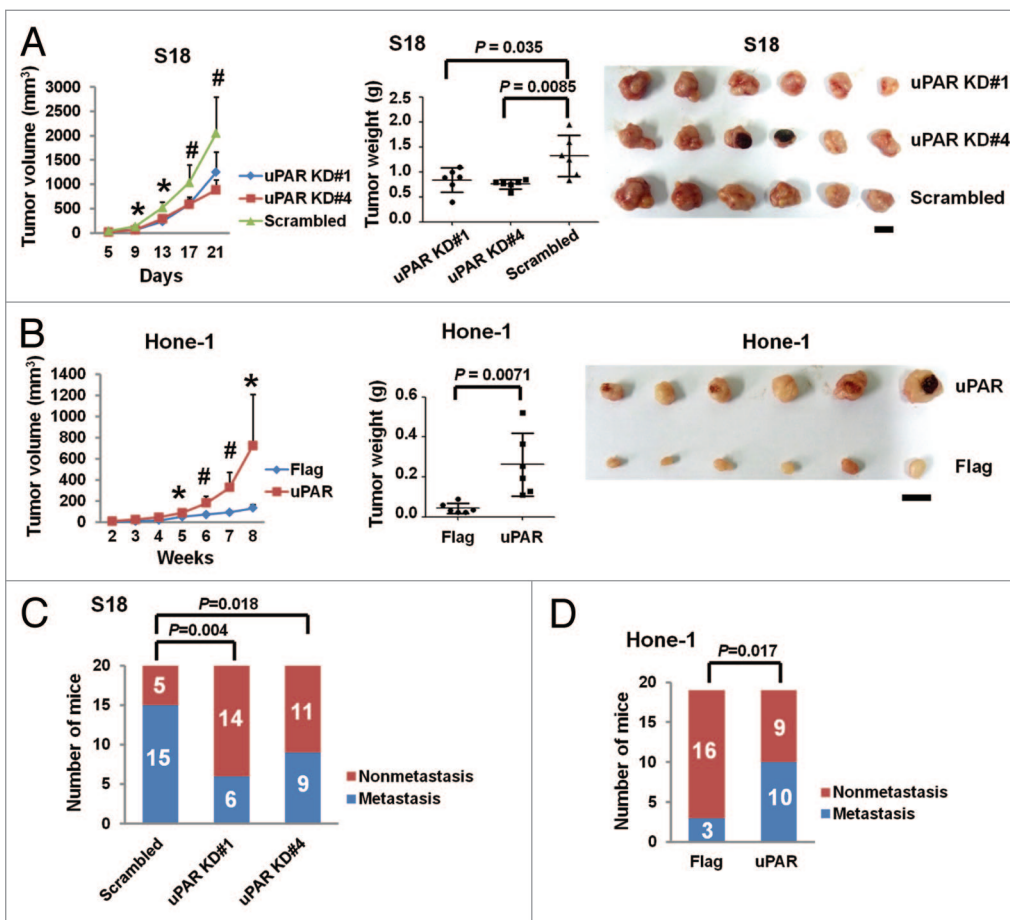 A
S18
Tumor volume (mm³)
3000
2500
2000
1500
1000
500
0
5 9 13 17 21
Days
* * # #
uPAR KD#1
uPAR KD#4
Scrambled
S18
P = 0.035
P = 0.0085
Tumor weight (g)
2.5
2.0
1.5
1.0
0.5
0.0
uPAR KD#1
uPAR KD#4
Scrambled
S18
uPAR KD#1
uPAR KD#4
Scrambled
B
Hone-1
Tumor volume (mm³)
1400
1200
1000
800
600
400
200
0
2 3 4 5 6 7 8
Weeks
* # # *
Flag
uPAR
Hone-1
P = 0.0071
Tumor weight (g)
0.6
0.4
0.2
0.0
Flag uPAR
Hone-1
uPAR
Flag
C
S18
P=0.018
P=0.004
Number of mice
20
15
10
5
0
5 14 11
15 6 9
Scrambled
uPAR KD#1
uPAR KD#4
Nonmetastasis
Metastasis
D
Hone-1
P=0.017
Number of mice
20
15
10
5
0
16 9
3 10
Flag uPAR
Nonmetastasis
Metastasis